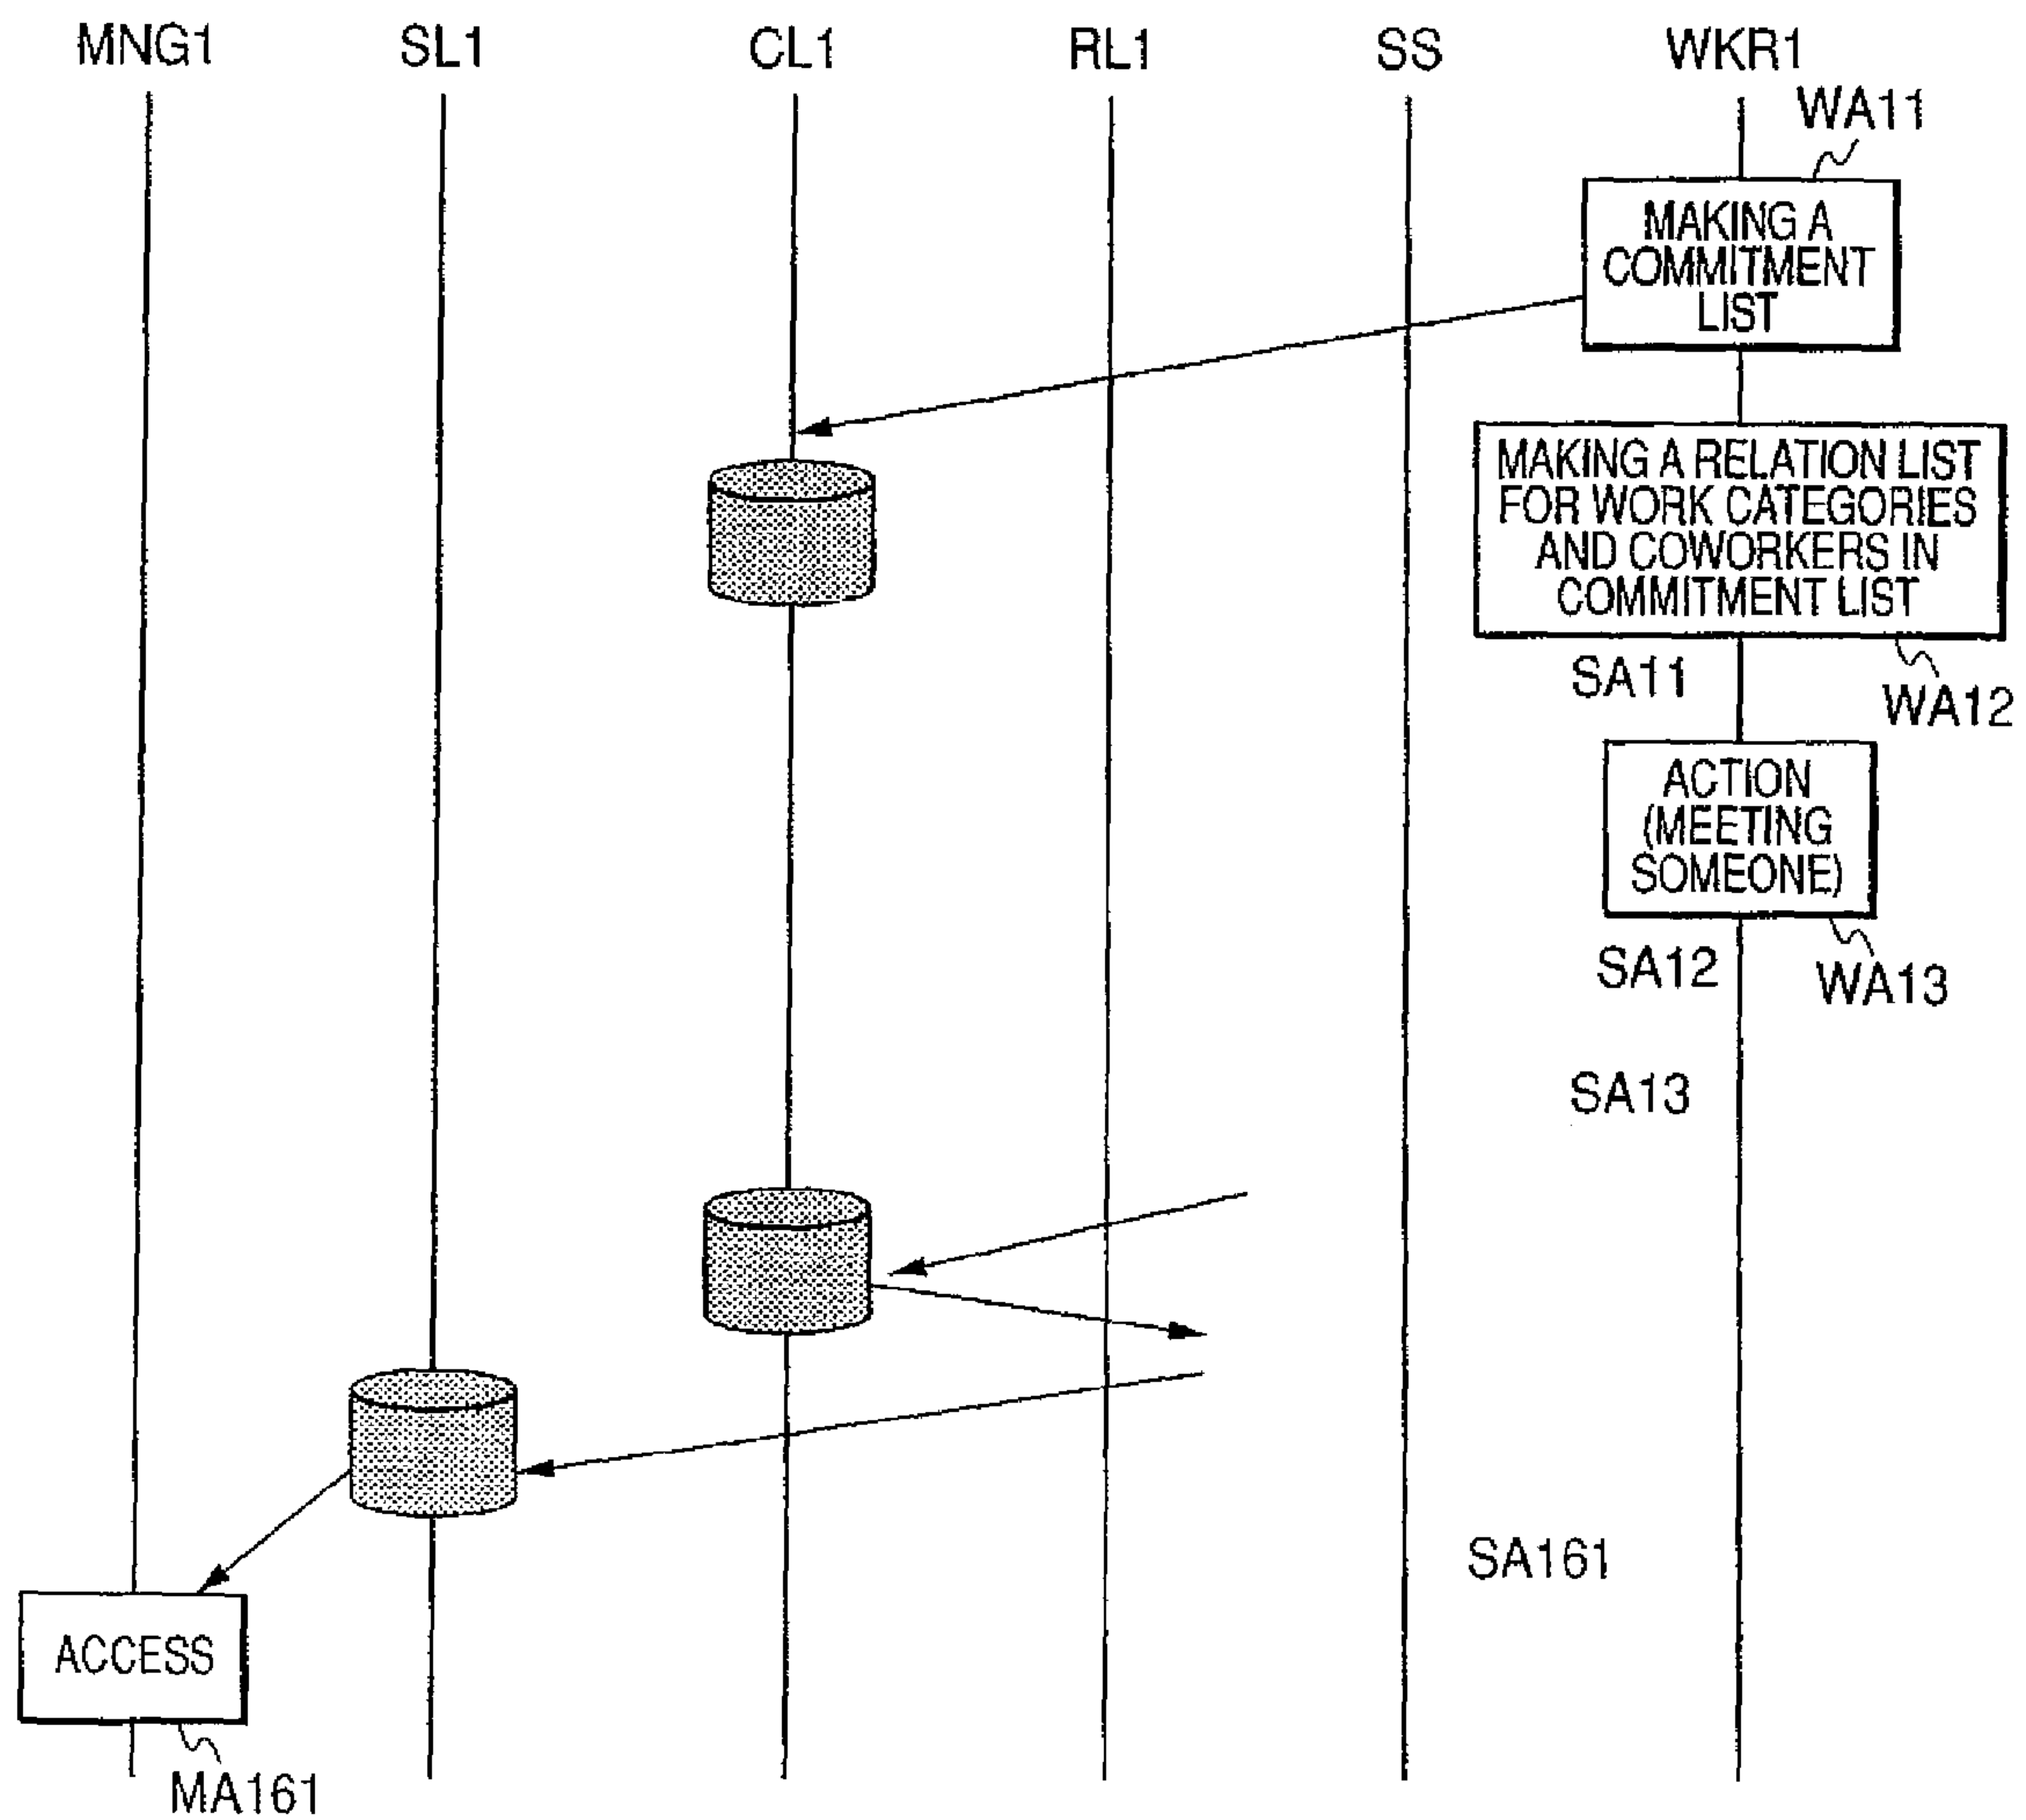 MNG1 SL1 CL1 RL1 SS WKR1
WA11
MAKING A
COMMITMENT
LIST
MAKING A RELATION LIST
FOR WORK CATEGORIES
AND COWORKERS IN
COMMITMENT LIST
SA11
WA12
ACTION
(MEETING
SOMEONE)
SA12
WA13
SA13
SA161
ACCESS
MA161